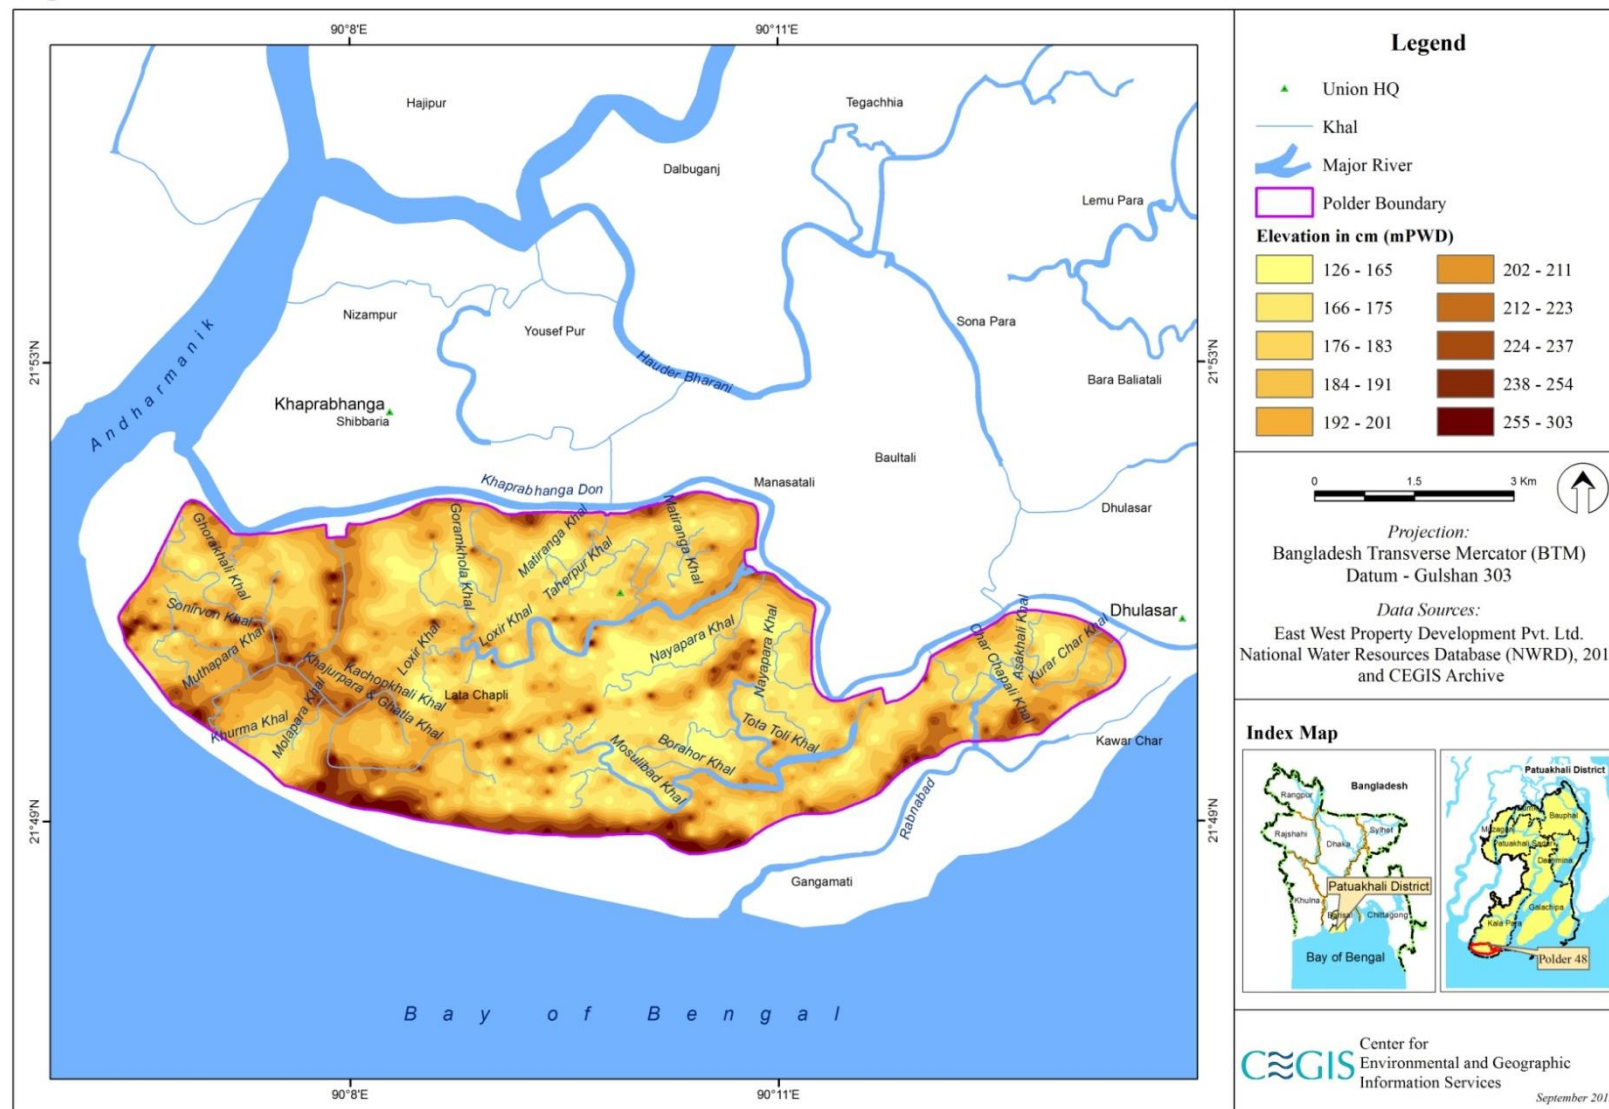 90°8'E
90°11'E
Hajipur
Tegachhia
Dalbuganj
Lemu Para
Nizampur
Yousef Pur
Sona Para
21°53'N
21°53'N
Andharmanik
Hauder Bharani
Bara Baliatali
Khaprabhanga
Shibbaria
Baultali
Manasatali
Khaprabhanga Don
Dhulasar
Ghorakhali Khal
Goramkhola Khal
Matiranga Khal
Matiranga Khal
Taherpur Khal
Sonirvon Khal
Loxir Khal
Loxir Khal
Dhulasar
Muthapara Khal
Nayapara Khal
Nayapara Khal
Asakhali Khal
Kurar Char Khal
Char Chapali Khal
Khajurpara &
Ghatla Khal
Kachopkhali Khal
Lata Chapli
Molapara Khal
Khurma Khal
Tota Toli Khal
Borahor Khal
Mosulibad Khal
Kawar Char
Rabnabad
21°49'N
21°49'N
Gangamati
Bay of Bengal
90°8'E
90°11'E
Legend
Union HQ
Khal
Major River
Polder Boundary
Elevation in cm (mPWD)
126 - 165
166 - 175
176 - 183
184 - 191
192 - 201
202 - 211
212 - 223
224 - 237
238 - 254
255 - 303
0 1.5 3 Km
Projection:
Bangladesh Transverse Mercator (BTM)
Datum - Gulshan 303
Data Sources:
East West Property Development Pvt. Ltd.
National Water Resources Database (NWRD), 201
and CEGIS Archive
Index Map
Bangladesh
Rangpur
Rajshahi
Sylhet
Dhaka
Patuakhali District
Khulna
Barisal
Chittagong
Bay of Bengal
Patuakhali District
Bauphal
Mirzaganj
Patuakhali Sadar
Dashmina
Galachipa
Kala Para
Polder 48
CEGIS
Center for
Environmental and Geographic
Information Services
September 201